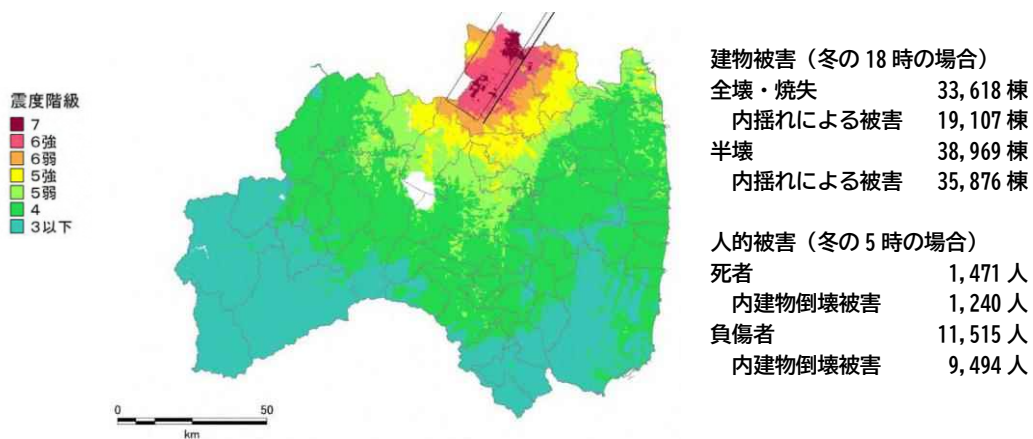 震度階級
7
6強
6弱
5強
5弱
4
3以下
0 50
km
建物被害（冬の18時の場合）
全壊・焼失 33,618棟
内揺れによる被害 19,107棟
半壊 38,969棟
内揺れによる被害 35,876棟
人的被害（冬の5時の場合）
死者 1,471人
内建物倒壊被害 1,240人
負傷者 11,515人
内建物倒壊被害 9,494人